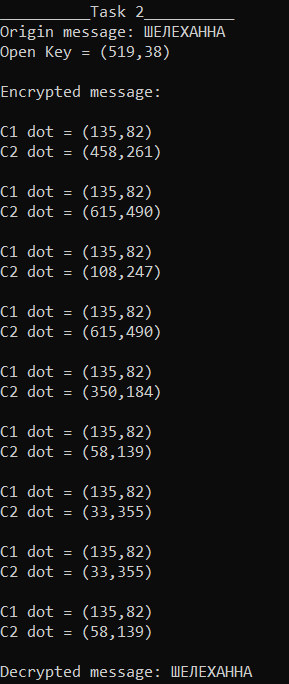 _________Task 2_________
Origin message: ШЕЛЕХАННА
Open Key = (519,38)
Encrypted message:
C1 dot = (135,82)
C2 dot = (458,261)
C1 dot = (135,82)
C2 dot = (615,490)
C1 dot = (135,82)
C2 dot = (108,247)
C1 dot = (135,82)
C2 dot = (615,490)
C1 dot = (135,82)
C2 dot = (350,184)
C1 dot = (135,82)
C2 dot = (58,139)
C1 dot = (135,82)
C2 dot = (33,355)
C1 dot = (135,82)
C2 dot = (33,355)
C1 dot = (135,82)
C2 dot = (58,139)
Decrypted message: ШЕЛЕХАННА